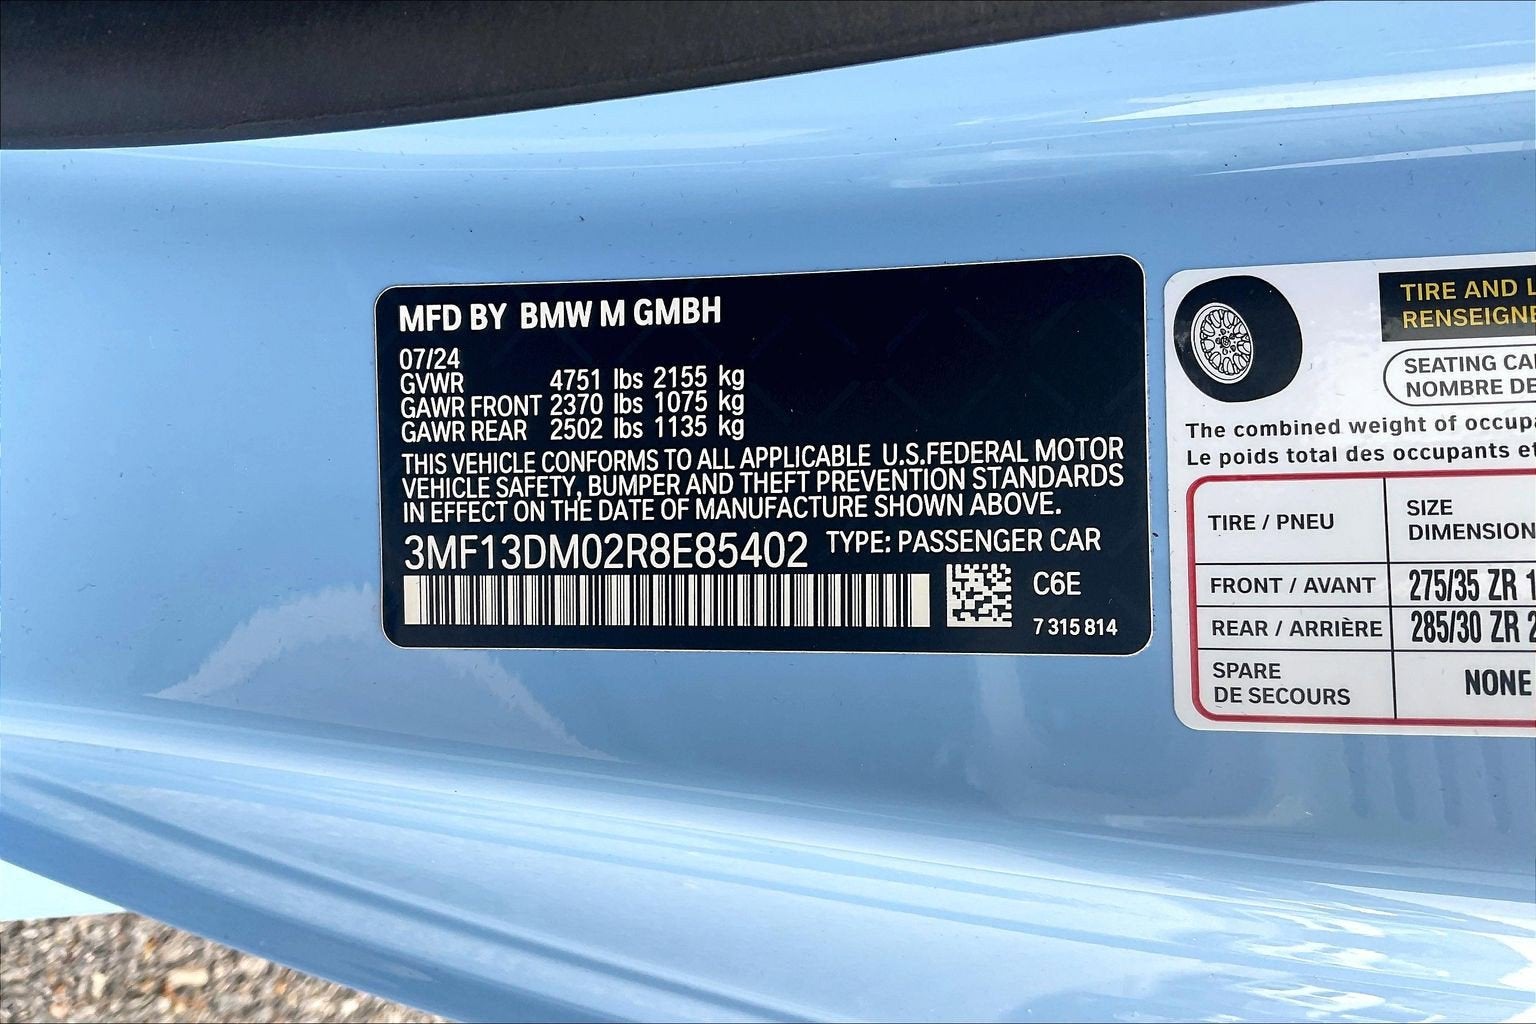 MFD BY BMW M GMBH
07/24
GVWR 4751 lbs 2155 kg
GAWR FRONT 2370 lbs 1075 kg
GAWR REAR 2502 lbs 1135 kg
THIS VEHICLE CONFORMS TO ALL APPLICABLE U.S.FEDERAL MOTOR
VEHICLE SAFETY, BUMPER AND THEFT PREVENTION STANDARDS
IN EFFECT ON THE DATE OF MANUFACTURE SHOWN ABOVE.
3MF13DM02R8E85402 TYPE: PASSENGER CAR
C6E
7 315 814
TIRE AND
RENSEIGNE
SEATING CA
NOMBRE DE
The combined weight of occupa
Le poids total des occupants et
TIRE / PNEU SIZE
DIMENSION
FRONT / AVANT 275/35 ZR 1
REAR / ARRIÈRE 285/30 ZR 2
SPARE
DE SECOURS NONE